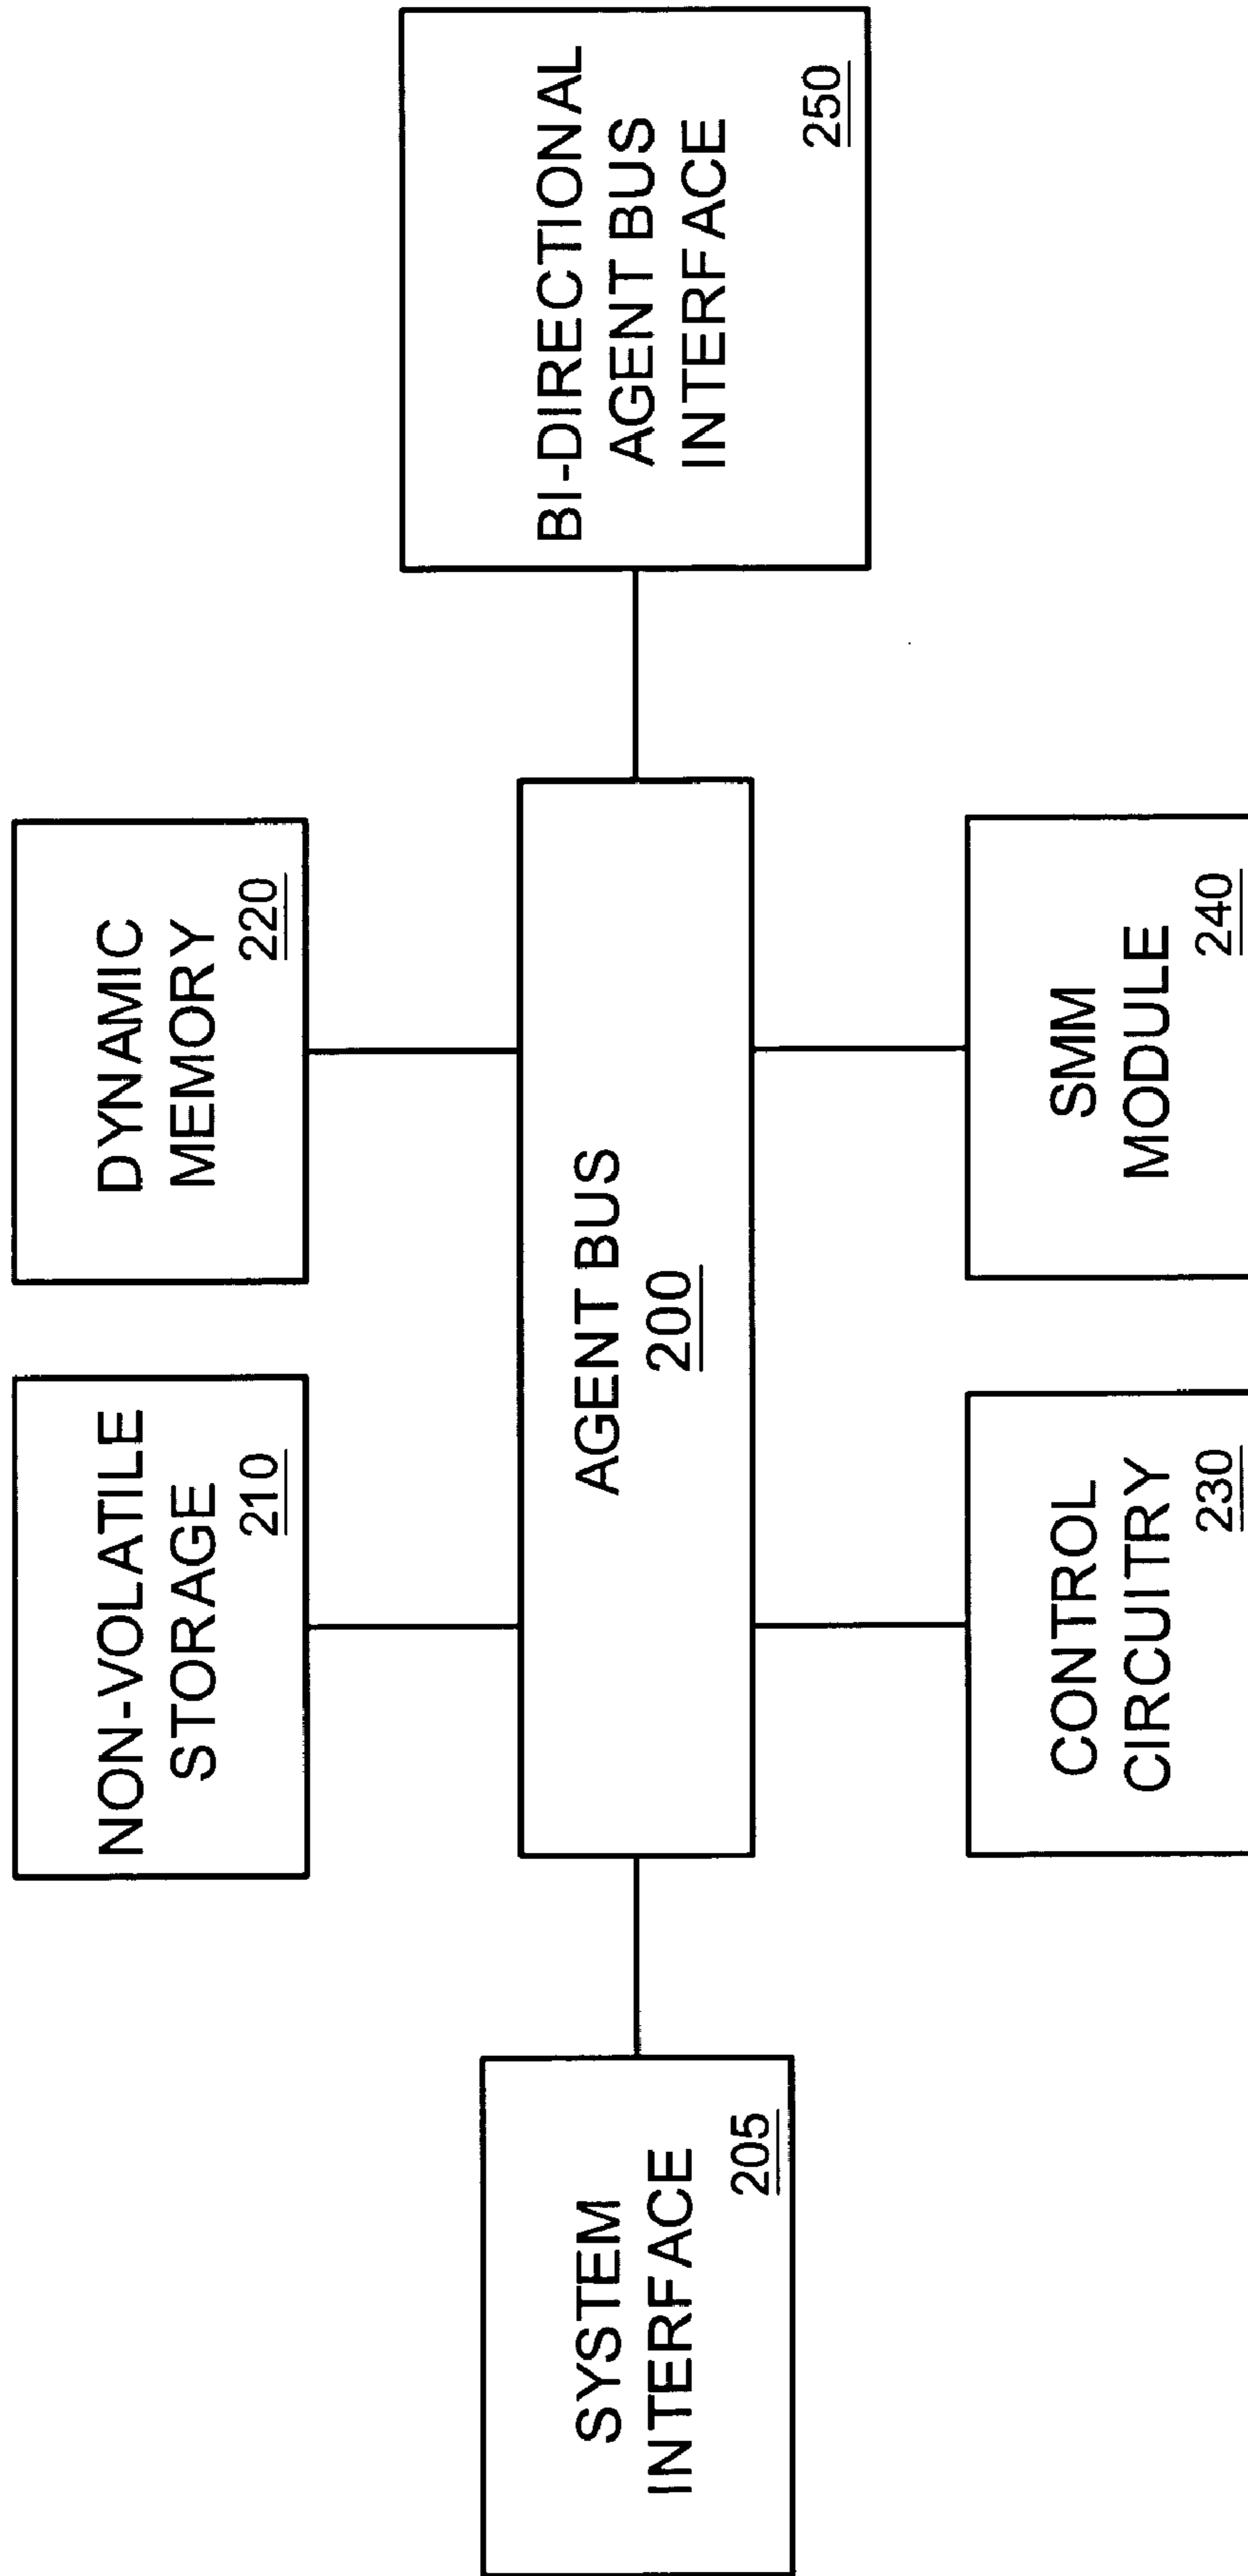 NON-VOLATILE
STORAGE
210
DYNAMIC
MEMORY
220
SYSTEM
INTERFACE
205
AGENT BUS
200
BI-DIRECTIONAL
AGENT BUS
INTERFACE
250
CONTROL
CIRCUITRY
230
SMM
MODULE
240